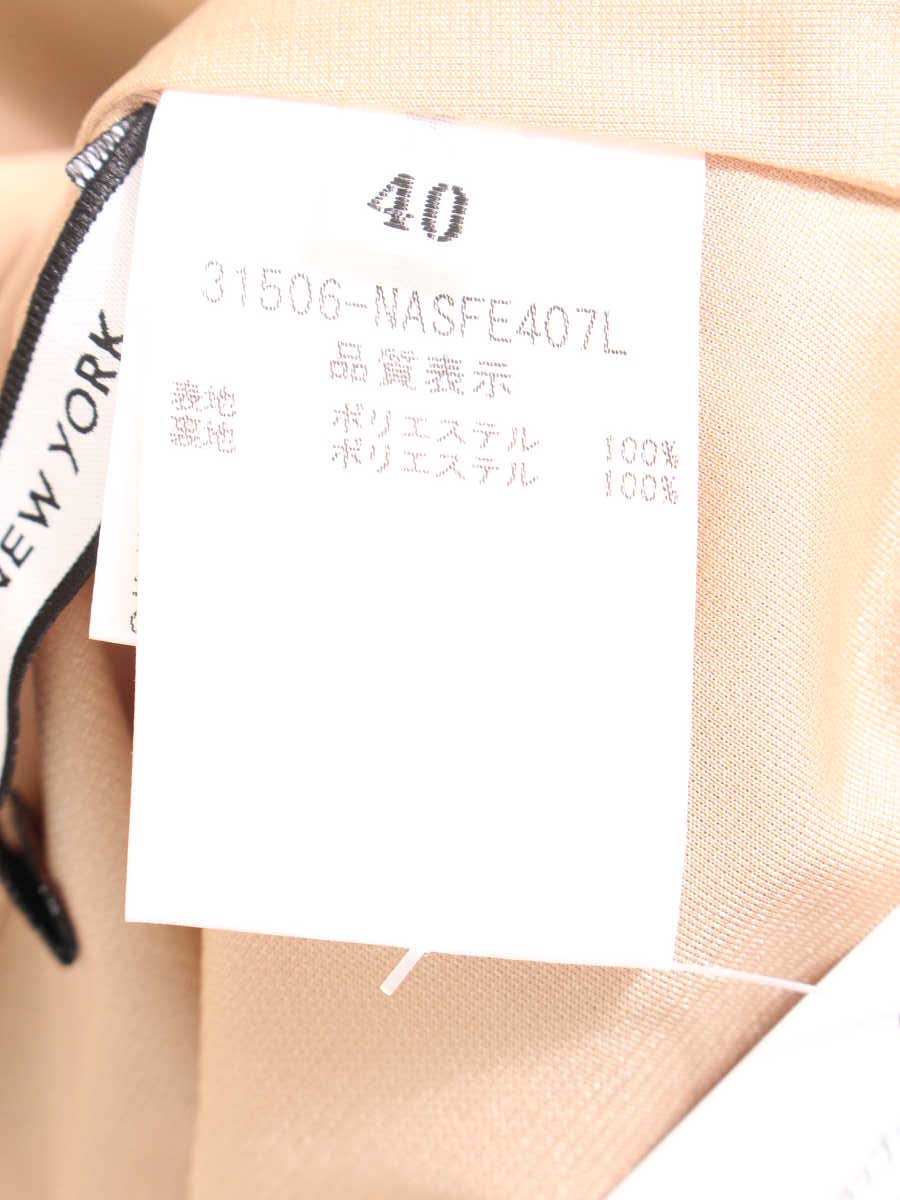 40
31506-NASFE407L
品質表示
表地 ポリエステル 100%
裏地 ポリエステル 100%
NEW YORK